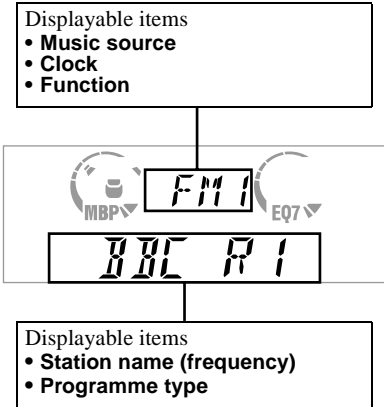 Displayable items
• Music source
• Clock
• Function
FM1
MBP
EQ7
BBC R1
Displayable items
• Station name (frequency)
• Programme type